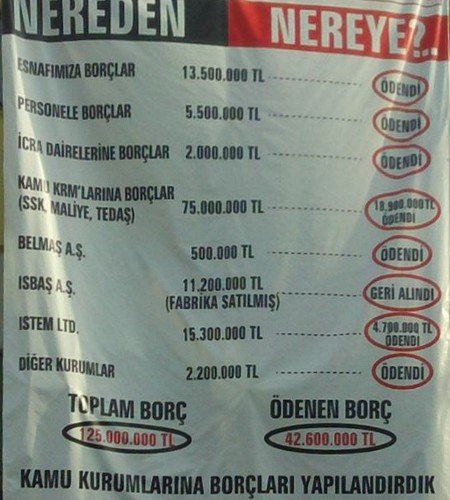 NEREDEN NEREYE?..
ESNAFIMIZA BORÇLAR 13.500.000 TL ÖDENDİ
PERSONELE BORÇLAR 5.500.000 TL ÖDENDİ
İCRA DAİRELERİNE BORÇLAR 2.000.000 TL ÖDENDİ
KAMU KRM'LARINA BORÇLAR 75.000.000 TL 18.900.000 TL
(SSK, MALİYE, TEDAŞ) ÖDENDİ
BELMAŞ A.Ş. 500.000 TL ÖDENDİ
ISBAŞ A.Ş. 11.200.000 TL GERİ ALINDI
(FABRİKA SATILMIŞ)
ISTEM LTD. 15.300.000 TL 4.700.000 TL
ÖDENDİ
DİĞER KURUMLAR 2.200.000 TL ÖDENDİ
TOPLAM BORÇ ÖDENEN BORÇ
125.000.000 TL 42.600.000 TL
KAMU KURUMLARINA BORÇLARI YAPILANDIRDIK